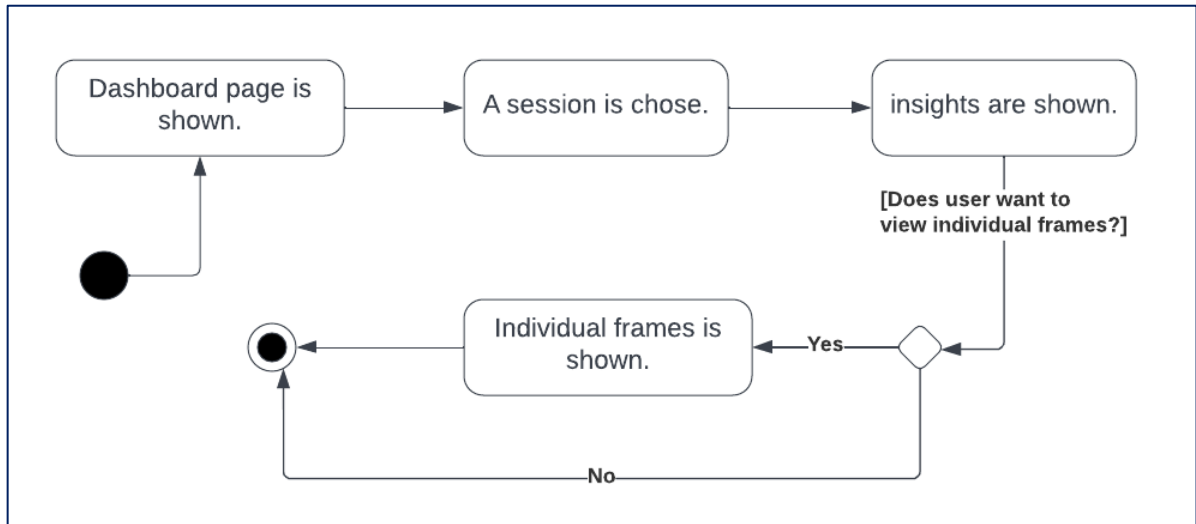 Dashboard page is
shown.
A session is chose.
insights are shown.
[Does user want to
view individual frames?]
Individual frames is
shown.
Yes
No